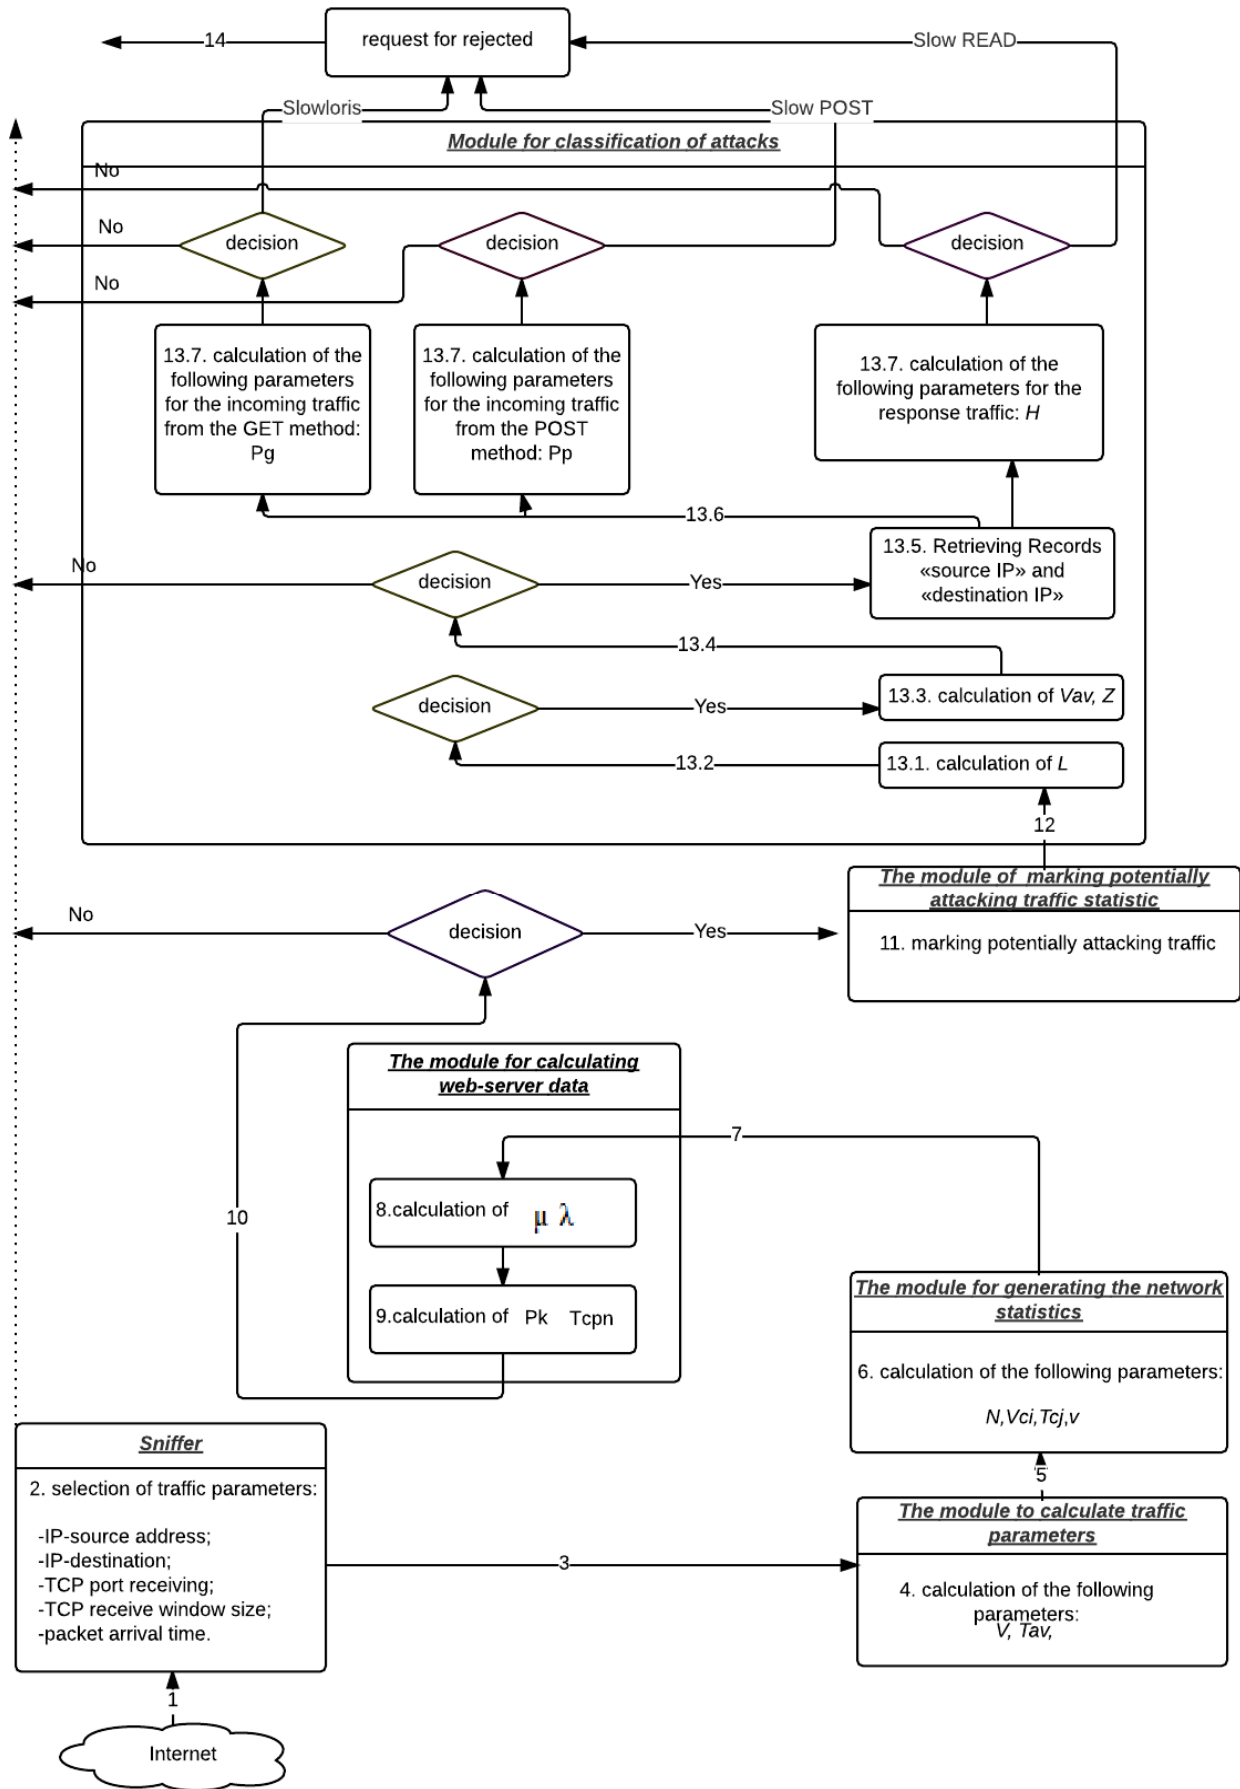 14
request for rejected
Slow READ
Slowloris
Slow POST
Module for classification of attacks
No
No
decision
decision
decision
No
13.7. calculation of the
following parameters
for the incoming traffic
from the GET method:
Pg
13.7. calculation of the
following parameters
for the incoming traffic
from the POST
method: Pp
13.7. calculation of the
following parameters for the
response traffic: H
13.6
No
decision
Yes
13.5. Retrieving Records
«source IP» and
«destination IP»
13.4
decision
Yes
13.3. calculation of Vav, Z
13.2
13.1. calculation of L
12
No
decision
Yes
The module of marking potentially
attacking traffic statistic
11. marking potentially attacking traffic
The module for calculating
web-server data
7
8.calculation of μ λ
10
9.calculation of Pk Tcpn
The module for generating the network
statistics
6. calculation of the following parameters:
N,Vci,Tcj,v
Sniffer
2. selection of traffic parameters:
-IP-source address;
-IP-destination;
-TCP port receiving;
-TCP receive window size;
-packet arrival time.
3
5
The module to calculate traffic
parameters
4. calculation of the following
parameters:
V, Tav,
1
Internet